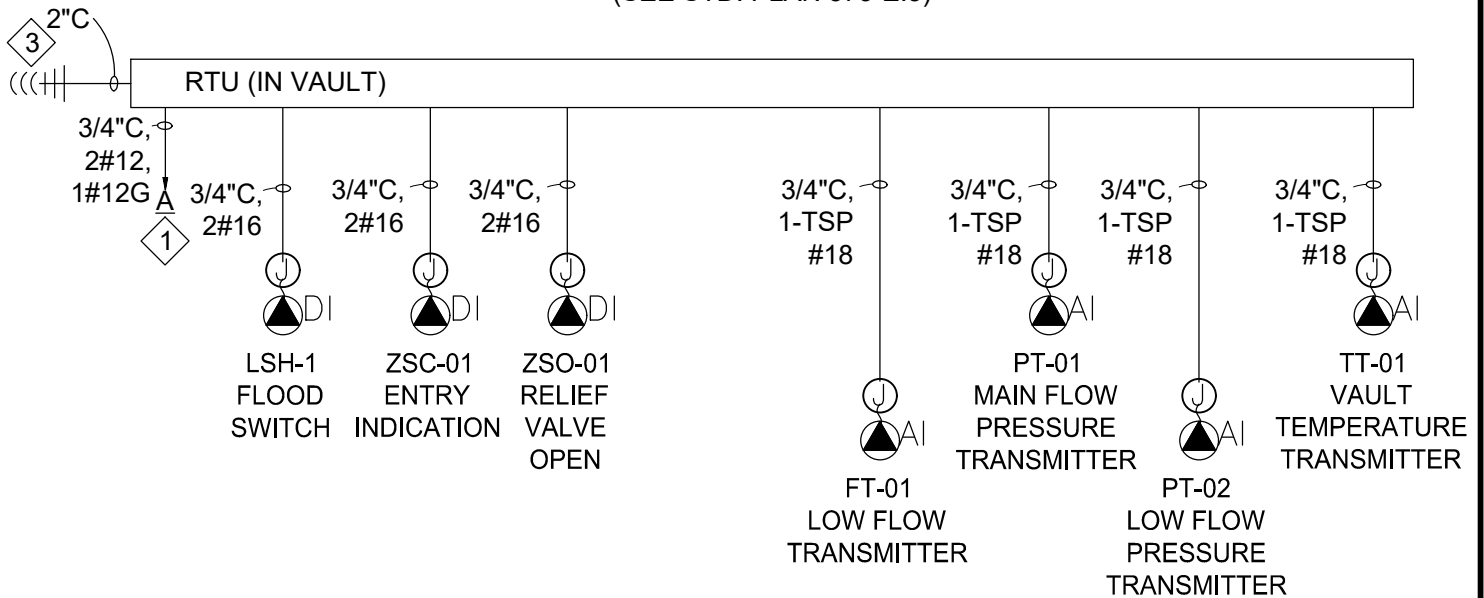 (SEE STD. PLAN
2"C
3
RTU (IN VAULT)
3/4"C,
2#12,
1#12G
A
1
3/4"C,
2#16
3/4"C,
2#16
3/4"C,
2#16
3/4"C,
1-TSP
#18
3/4"C,
1-TSP
#18
3/4"C,
1-TSP
#18
3/4"C,
1-TSP
#18
J
DI
LSH-1
FLOOD
SWITCH
J
DI
ZSC-01
ENTRY
INDICATION
J
DI
ZSO-01
RELIEF
VALVE
OPEN
J
AI
FT-01
LOW FLOW
TRANSMITTER
J
AI
PT-01
MAIN FLOW
PRESSURE
TRANSMITTER
J
AI
PT-02
LOW FLOW
PRESSURE
TRANSMITTER
J
AI
TT-01
VAULT
TEMPERATURE
TRANSMITTER